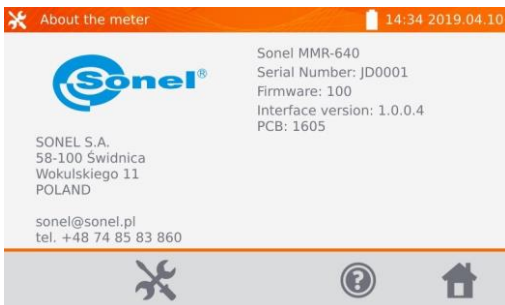 About the meter
14:34 2019.04.10
Sonel®
Sonel MMR-640
Serial Number: JD0001
Firmware: 100
Interface version: 1.0.0.4
PCB: 1605
SONEL S.A.
58-100 Świdnica
Wokulskiego 11
POLAND
sonel@sonel.pl
tel. +48 74 85 83 860
?